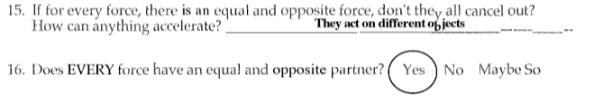 15. If for every force, there is an equal and opposite force, don't they all cancel out?
How can anything accelerate? They act on different objects
16. Does EVERY force have an equal and opposite partner? Yes No Maybe So